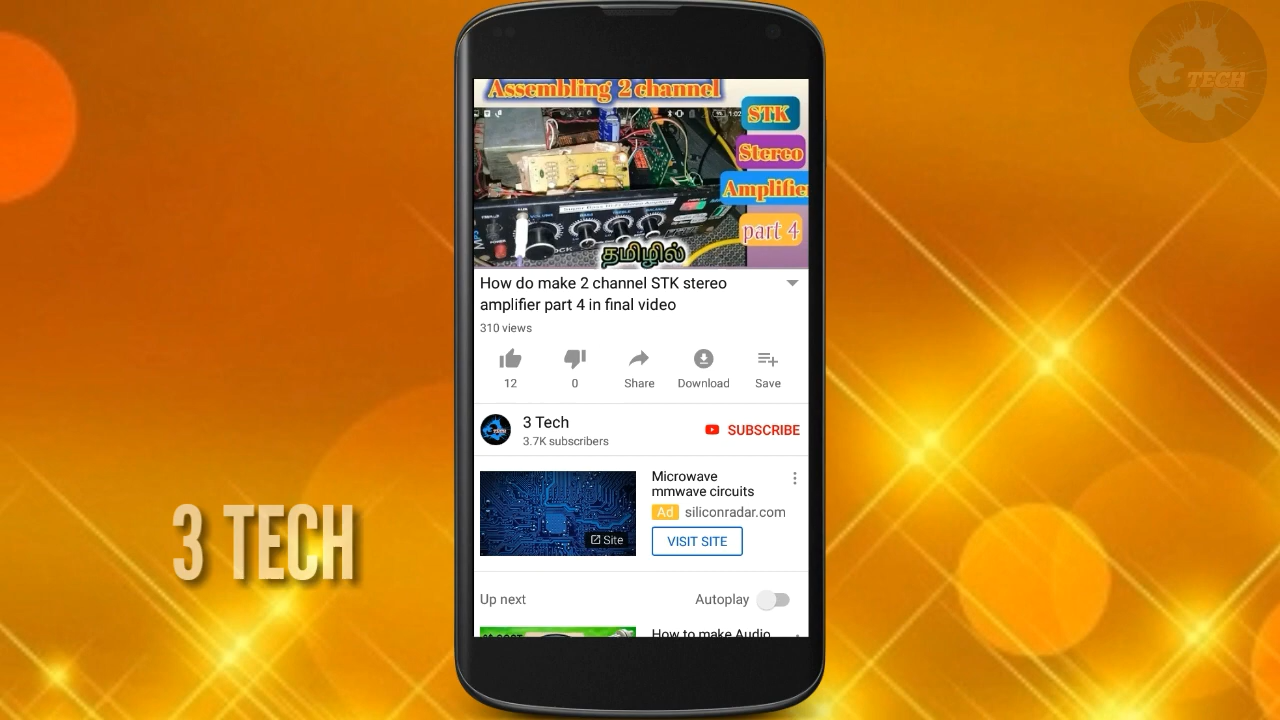 TECH
Assembling 2 channel
1:02
STK
Stereo
Amplifier
part 4
தமிழில்
How do make 2 channel STK stereo
amplifier part 4 in final video
310 views
12
0
Share
Download
Save
3 Tech
3.7K subscribers
SUBSCRIBE
Microwave
mmwave circuits
Ad siliconradar.com
Site
VISIT SITE
Up next
Autoplay
How to make Audio
3 TECH